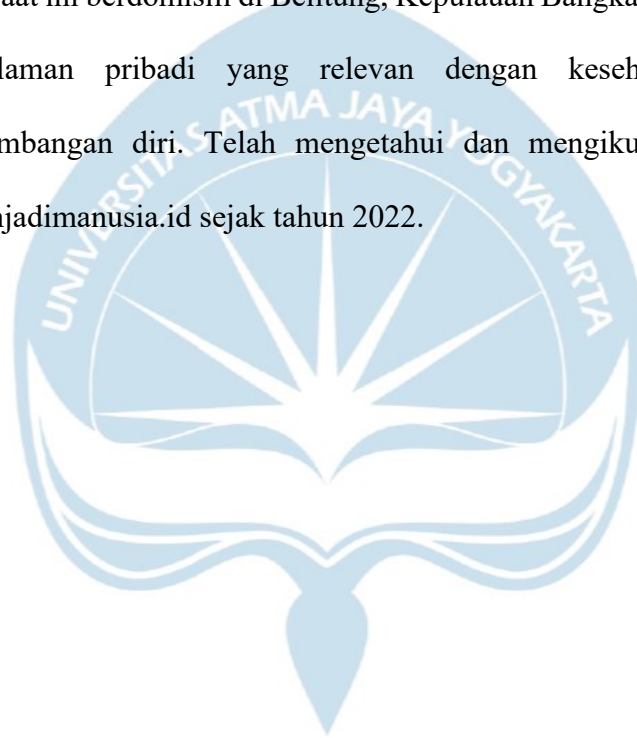 aat ini berdomisili di Belitung, Kepulauan Bangka
laman pribadi yang relevan dengan keseh
mbangan diri. Telah mengetahui dan mengiku
njadimanusia.id sejak tahun 2022.
UNIVERSITAS ATMA JAYA YOGYAKARTA